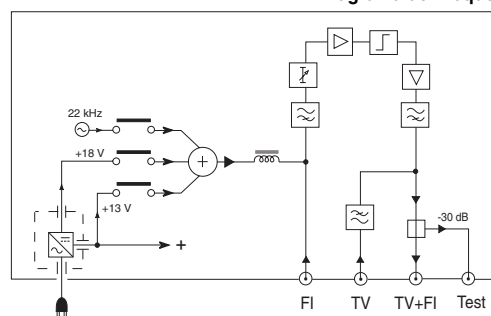 22 kHz
+18 V
+13 V
+
+
-30 dB
FI
TV
TV+FI
Test